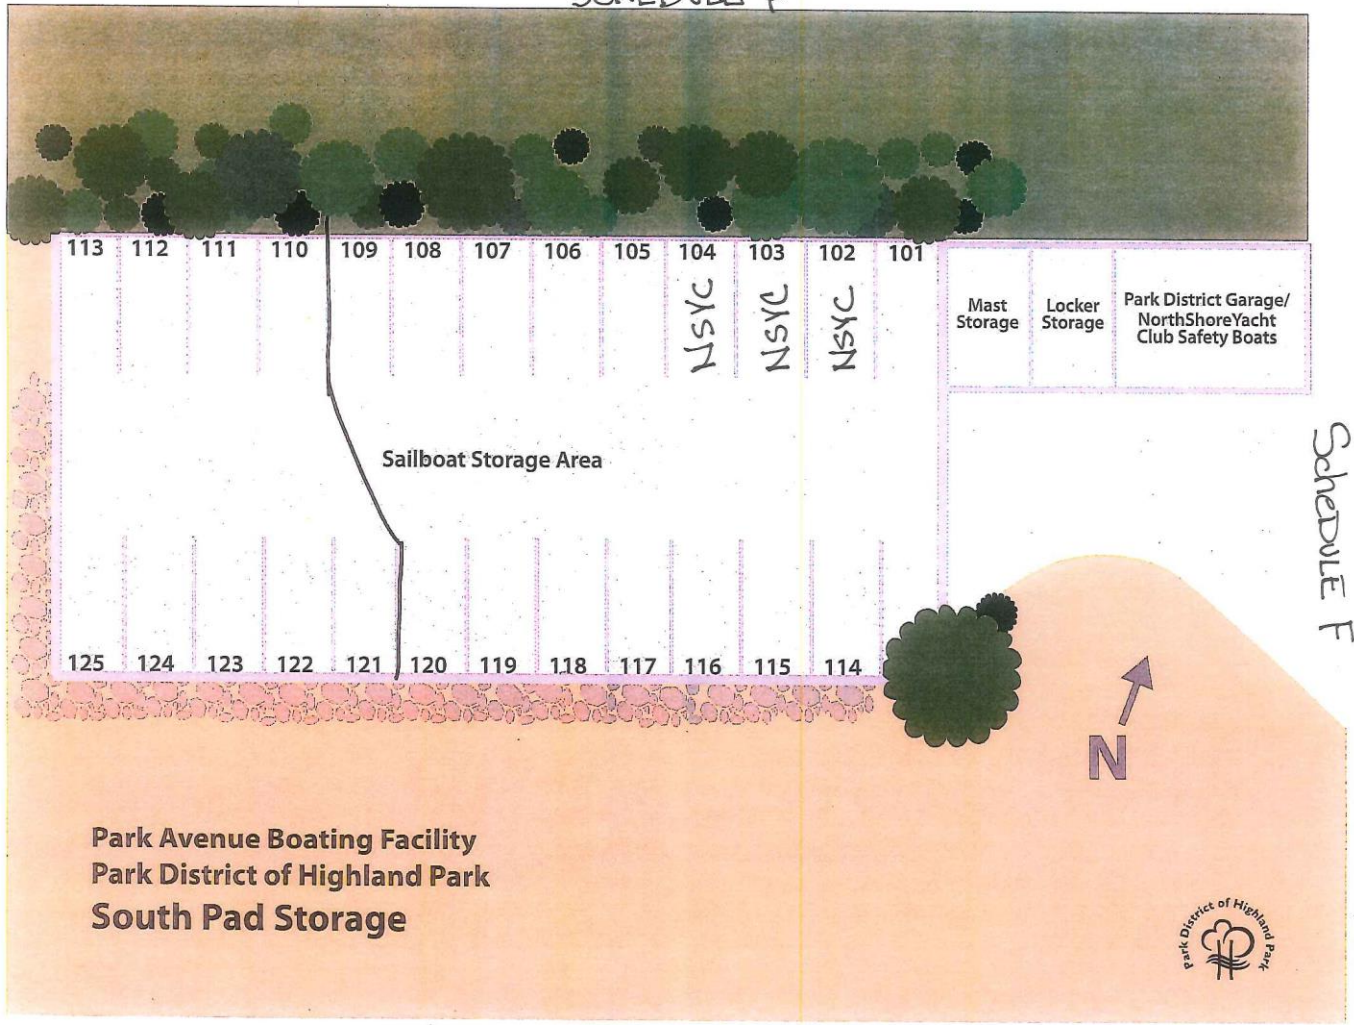 SCHEDULE F
113 112 111 110 109 108 107 106 105 104 103 102 101
NSYC NSYC NSYC
Mast
Storage
Locker
Storage
Park District Garage/
NorthShoreYacht
Club Safety Boats
Sailboat Storage Area
ScheDULE F
125 124 123 122 121 120 119 118 117 116 115 114
N
Park Avenue Boating Facility
Park District of Highland Park
South Pad Storage
Park District of Highland Park